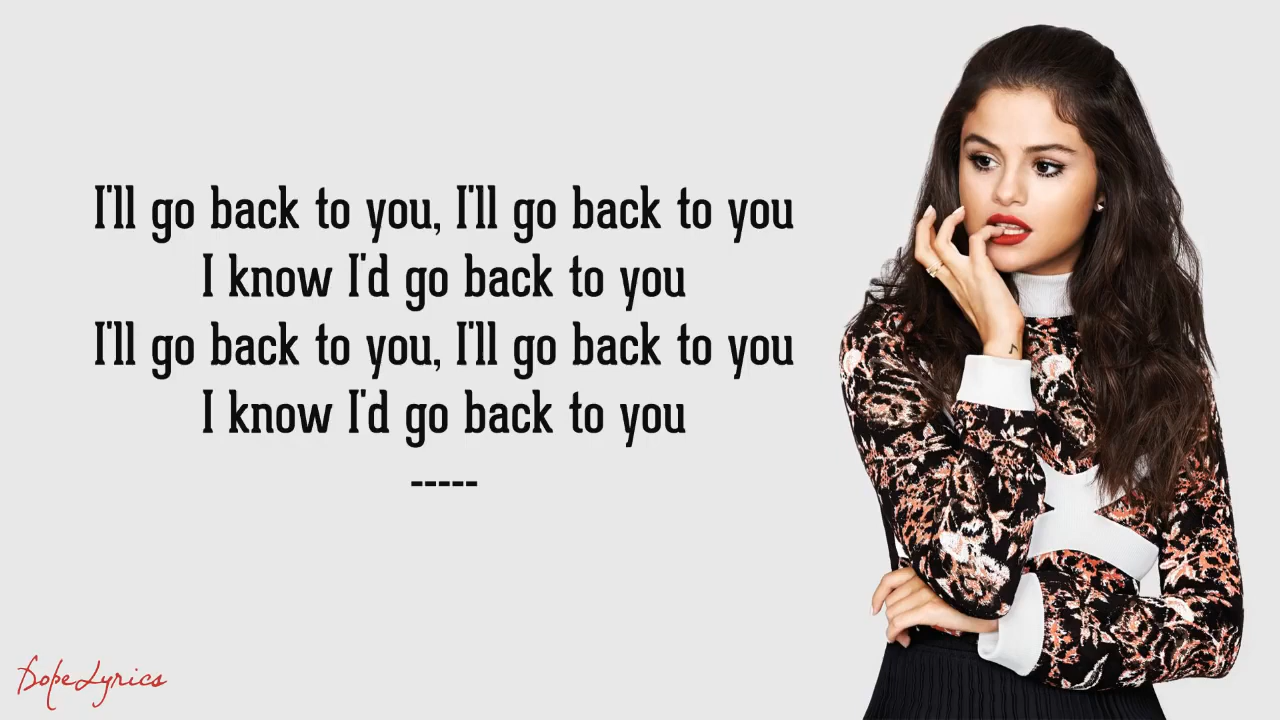 I'll go back to you, I'll go back to you
I know I'd go back to you
I'll go back to you, I'll go back to you
I know I'd go back to you
-----
DopeLyrics